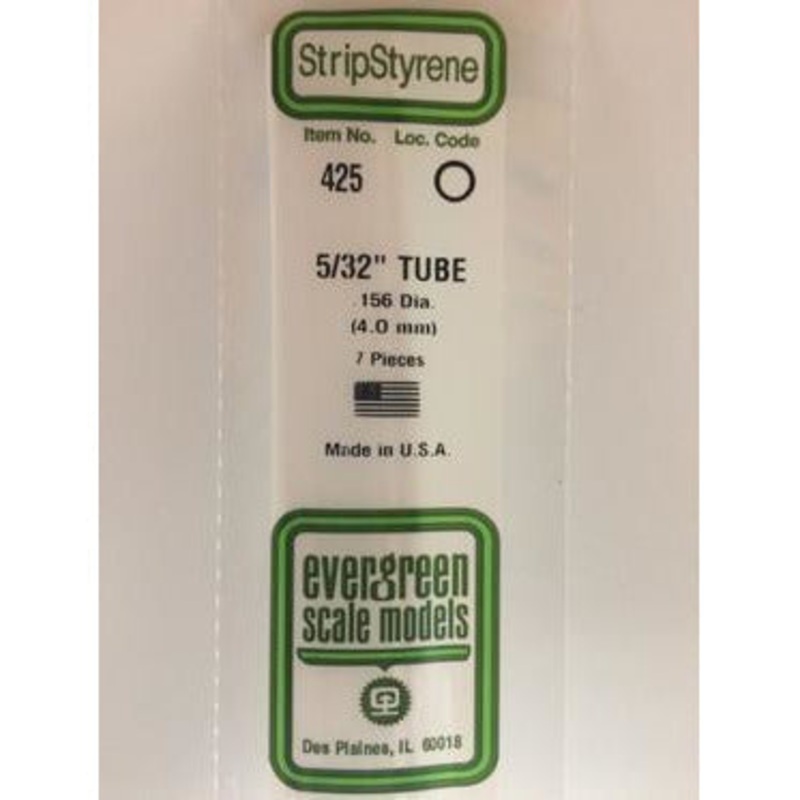 StripStyrene
Item No. Loc. Code
425
5/32" TUBE
.156 Dia.
(4.0 mm)
7 Pieces
Made in U.S.A.
evergreen
scale models
Des Plaines, IL 60018